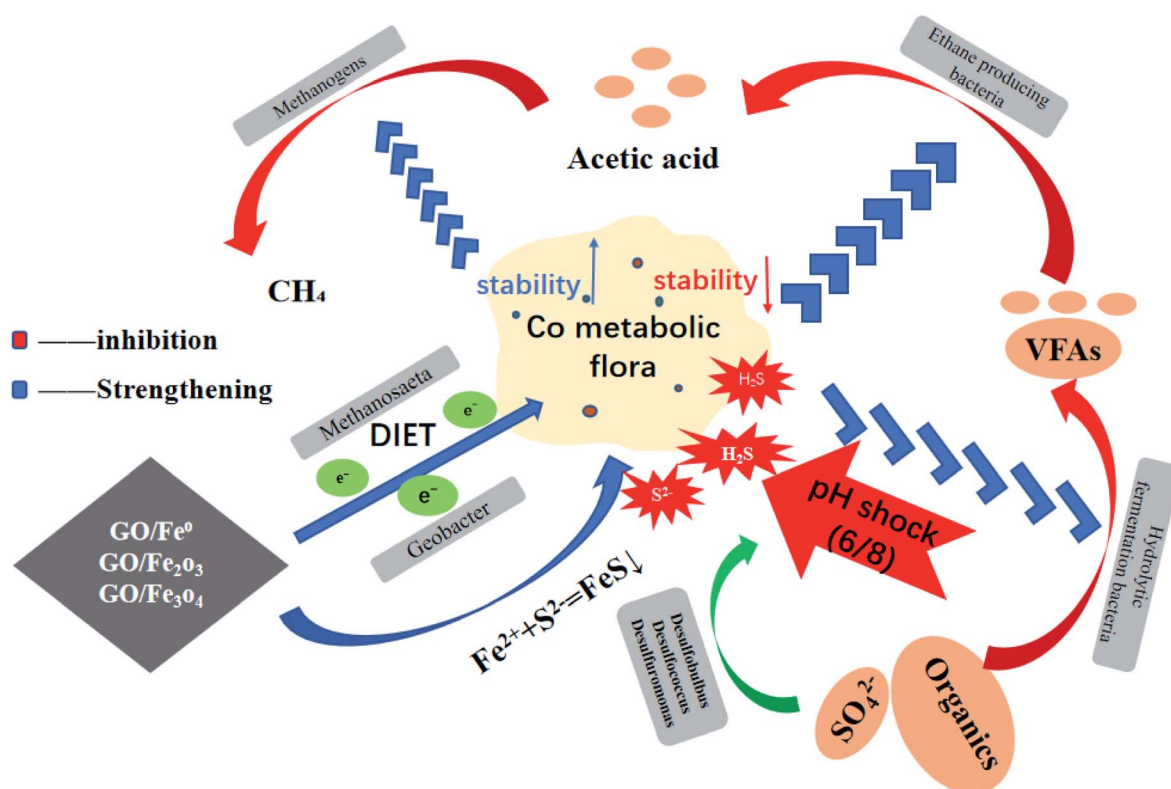 Methanogens
Ethane producing
bacteria
Acetic acid
stability
stability
CH₄
Co metabolic
flora
VFAs
——inhibition
——Strengthening
H₂S
Methanosaeta
DIET
e⁻
e⁻
e⁻
Geobacter
H₂S
S²⁻
pH shock
(6/8)
Hydrolytic
fermentation bacteria
GO/Fe⁰
GO/Fe₂o₃
GO/Fe₃o₄
Fe²⁺+S²⁻=FeS↓
Desulfobulbus
Desulfococcus
Desulfuromonas
SO₄²⁻
Organics